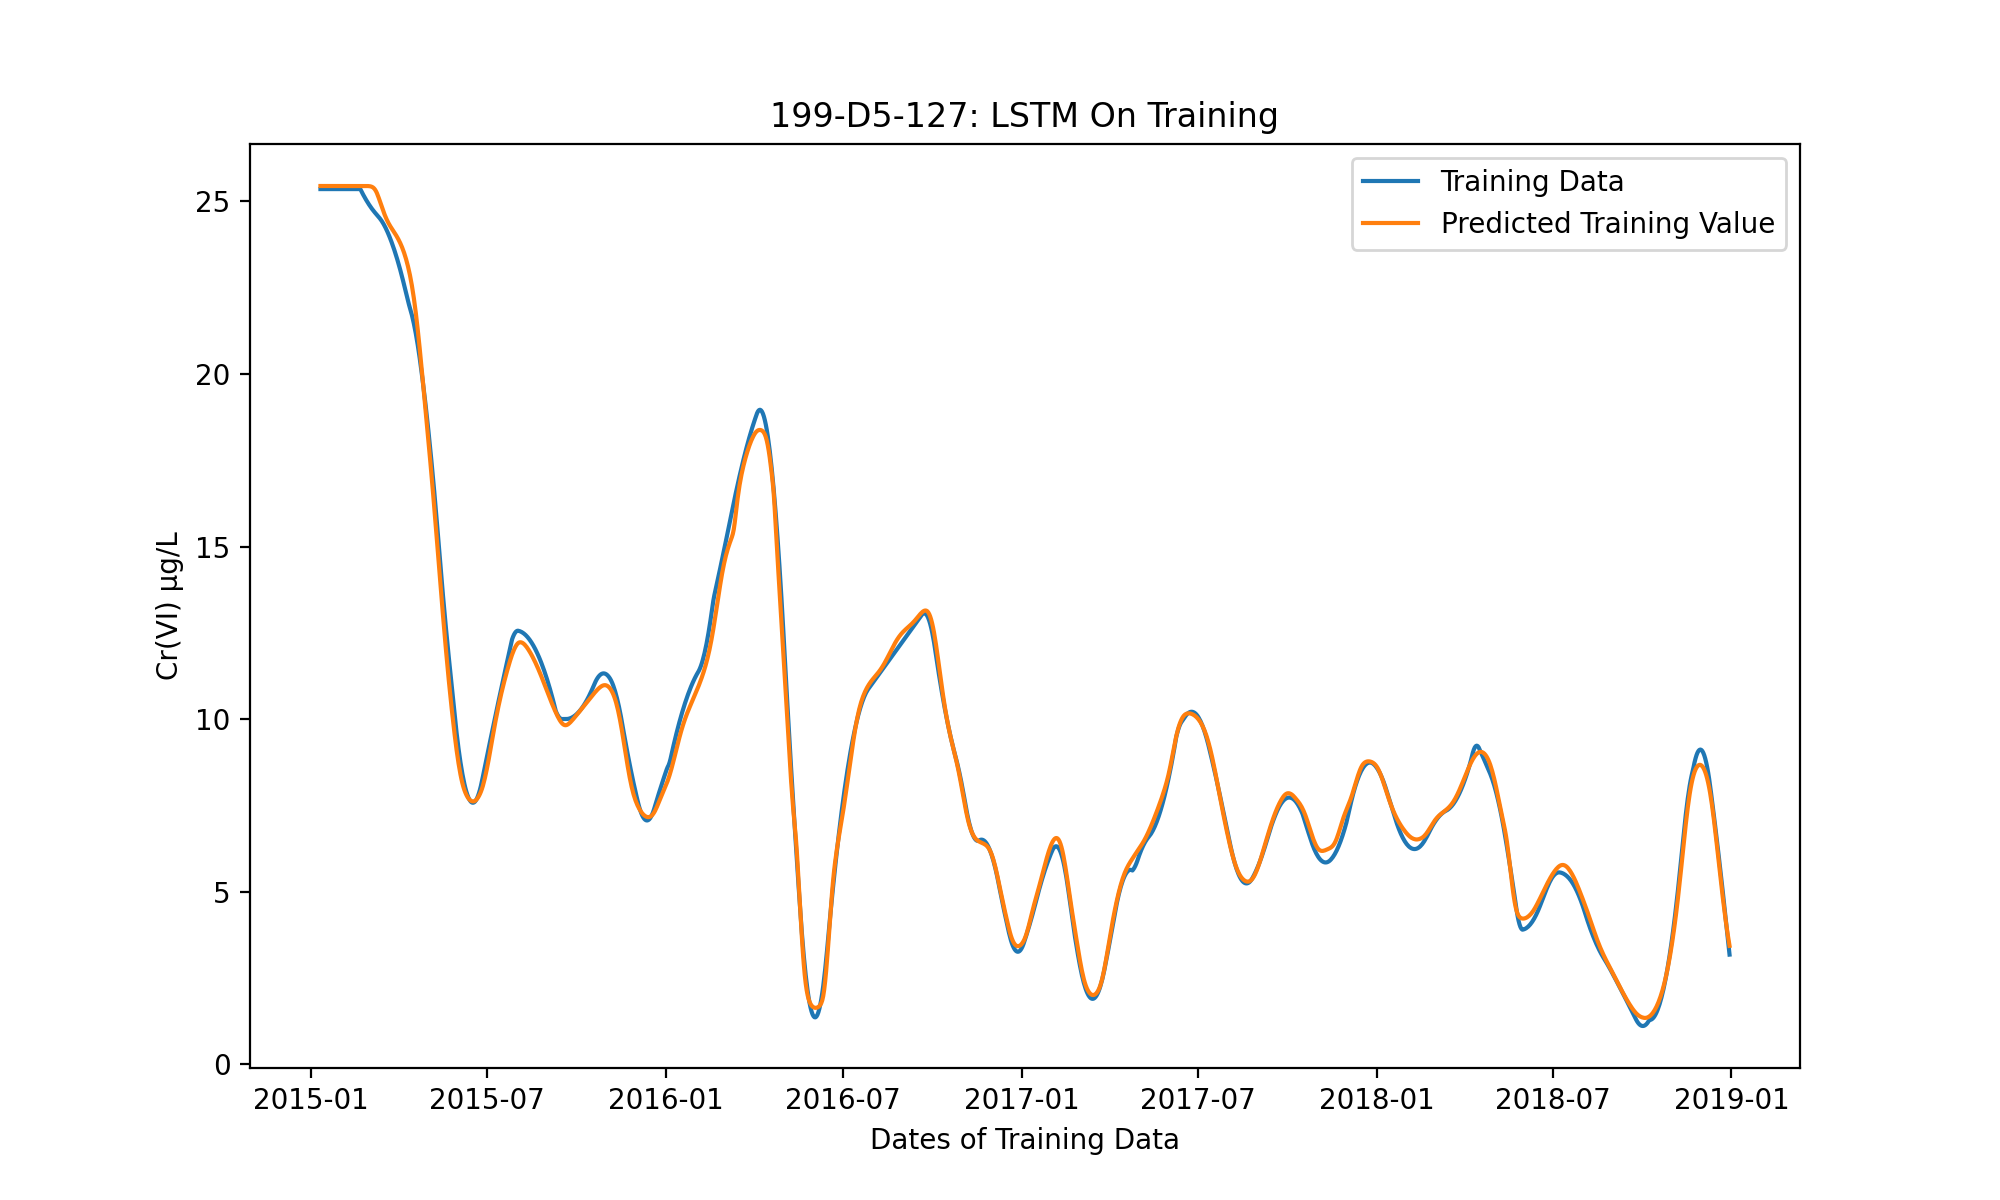 199-D5-127: LSTM On Training
Training Data
Predicted Training Value
25
20
15
10
5
0
Cr(VI) µg/L
2015-01 2015-07 2016-01 2016-07 2017-01 2017-07 2018-01 2018-07 2019-01
Dates of Training Data